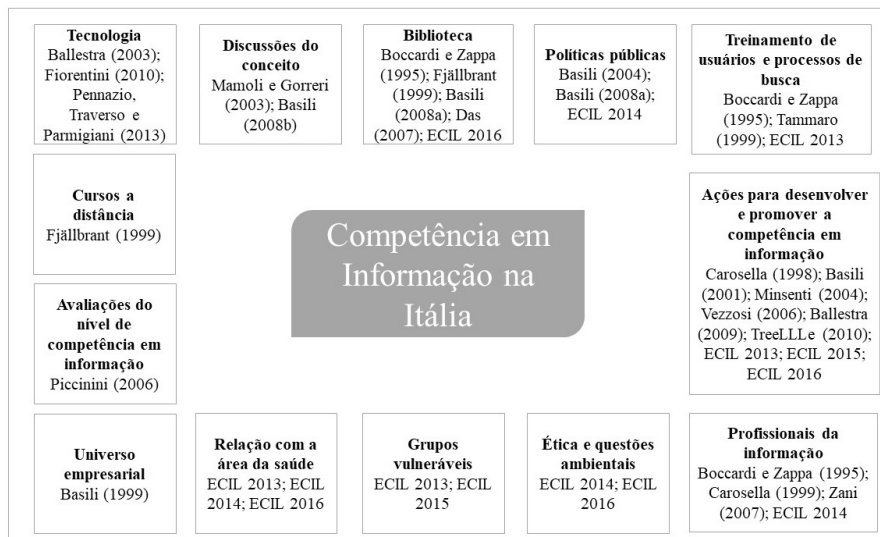 Tecnologia
Ballestra (2003);
Fiorentini (2010);
Pennazio,
Traverso e
Parmigiani (2013)
Discussões do
conceito
Mamoli e Gorreri
(2003); Basili
(2008b)
Biblioteca
Boccardi e Zappa
(1995); Fjällbrant
(1999); Basili
(2008a); Das
(2007); ECIL 2016
Políticas públicas
Basili (2004);
Basili (2008a);
ECIL 2014
Treinamento de
usuários e processos de
busca
Boccardi e Zappa
(1995); Tammaro
(1999); ECIL 2013
Cursos a
distância
Fjällbrant (1999)
Competência em
Informação na
Itália
Ações para desenvolver
e promover a
competência em
informação
Carosella (1998); Basili
(2001); Minsenti (2004);
Vezzosi (2006); Ballestra
(2009); TreeLLLe (2010);
ECIL 2013; ECIL 2015;
ECIL 2016
Avaliações do
nível de
competência em
informação
Piccinini (2006)
Universo
empresarial
Basili (1999)
Relação com a
área da saúde
ECIL 2013; ECIL
2014; ECIL 2016
Grupos
vulneráveis
ECIL 2013; ECIL
2015
Ética e questões
ambientais
ECIL 2014; ECIL
2016
Profissionais da
informação
Boccardi e Zappa (1995);
Carosella (1999); Zani
(2007); ECIL 2014